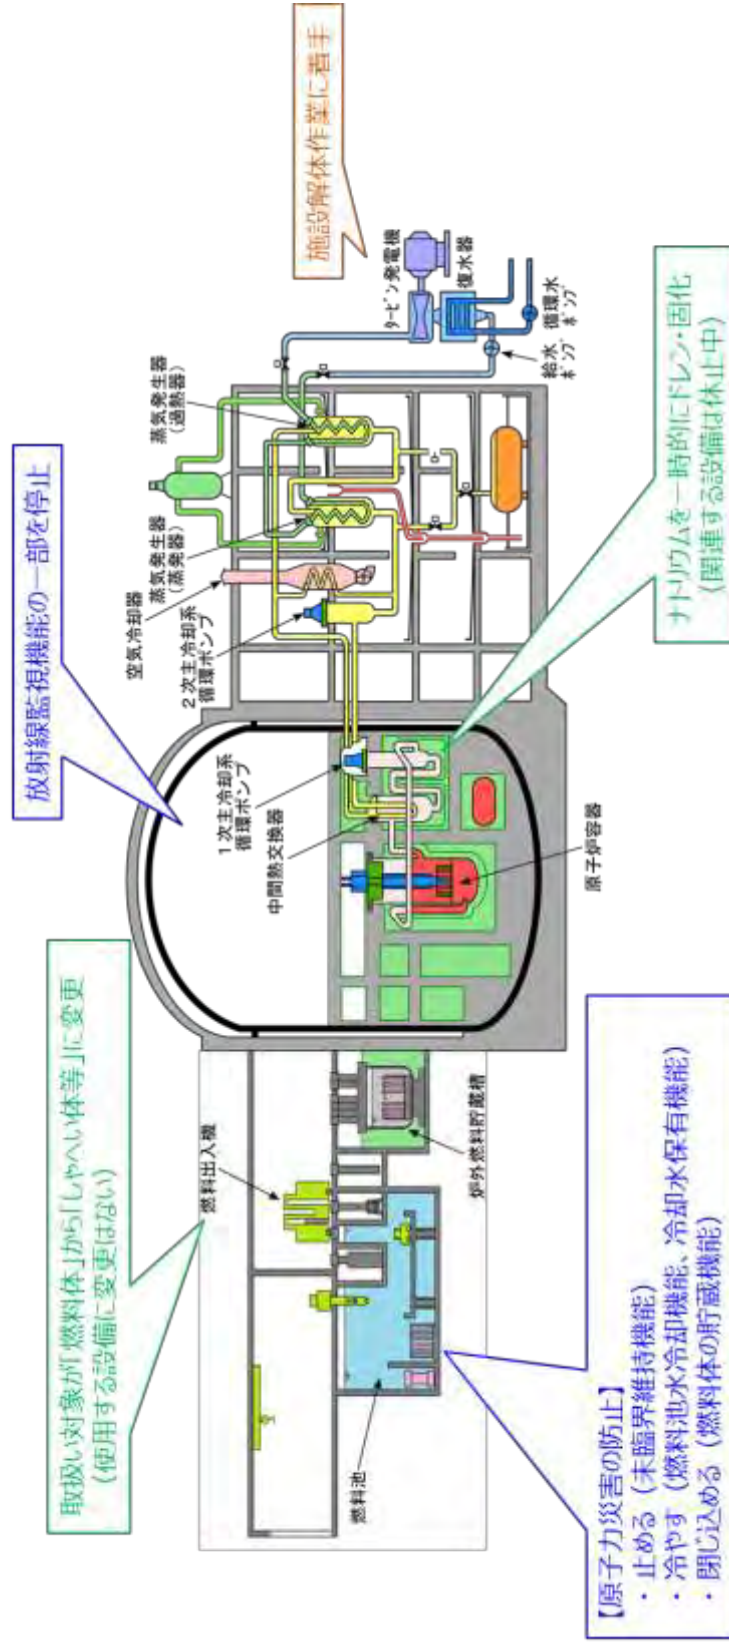 取扱い対象が「燃料体」から「しゃへい体等」に変更
（使用する設備に変更はない）
放射線監視機能の一部を停止
施設解体作業に着手
燃料出入機
燃料池
炉外燃料貯蔵槽
1次主冷却系
循環ポンプ
中間熱交換器
原子炉容器
空気冷却器
2次主冷却系
循環ポンプ
蒸気発生器
（蒸発器）
蒸気発生器
（過熱器）
タービン発電機
復水器
給水
ポンプ
循環水
ポンプ
【原子力災害の防止】
・ 止める（未臨界維持機能）
・ 冷やす（燃料池水冷却機能、冷却水保有機能）
・ 閉じ込める（燃料体の貯蔵機能）
ナトリウムを一時的にドレン・固化
（関連する設備は休止中）